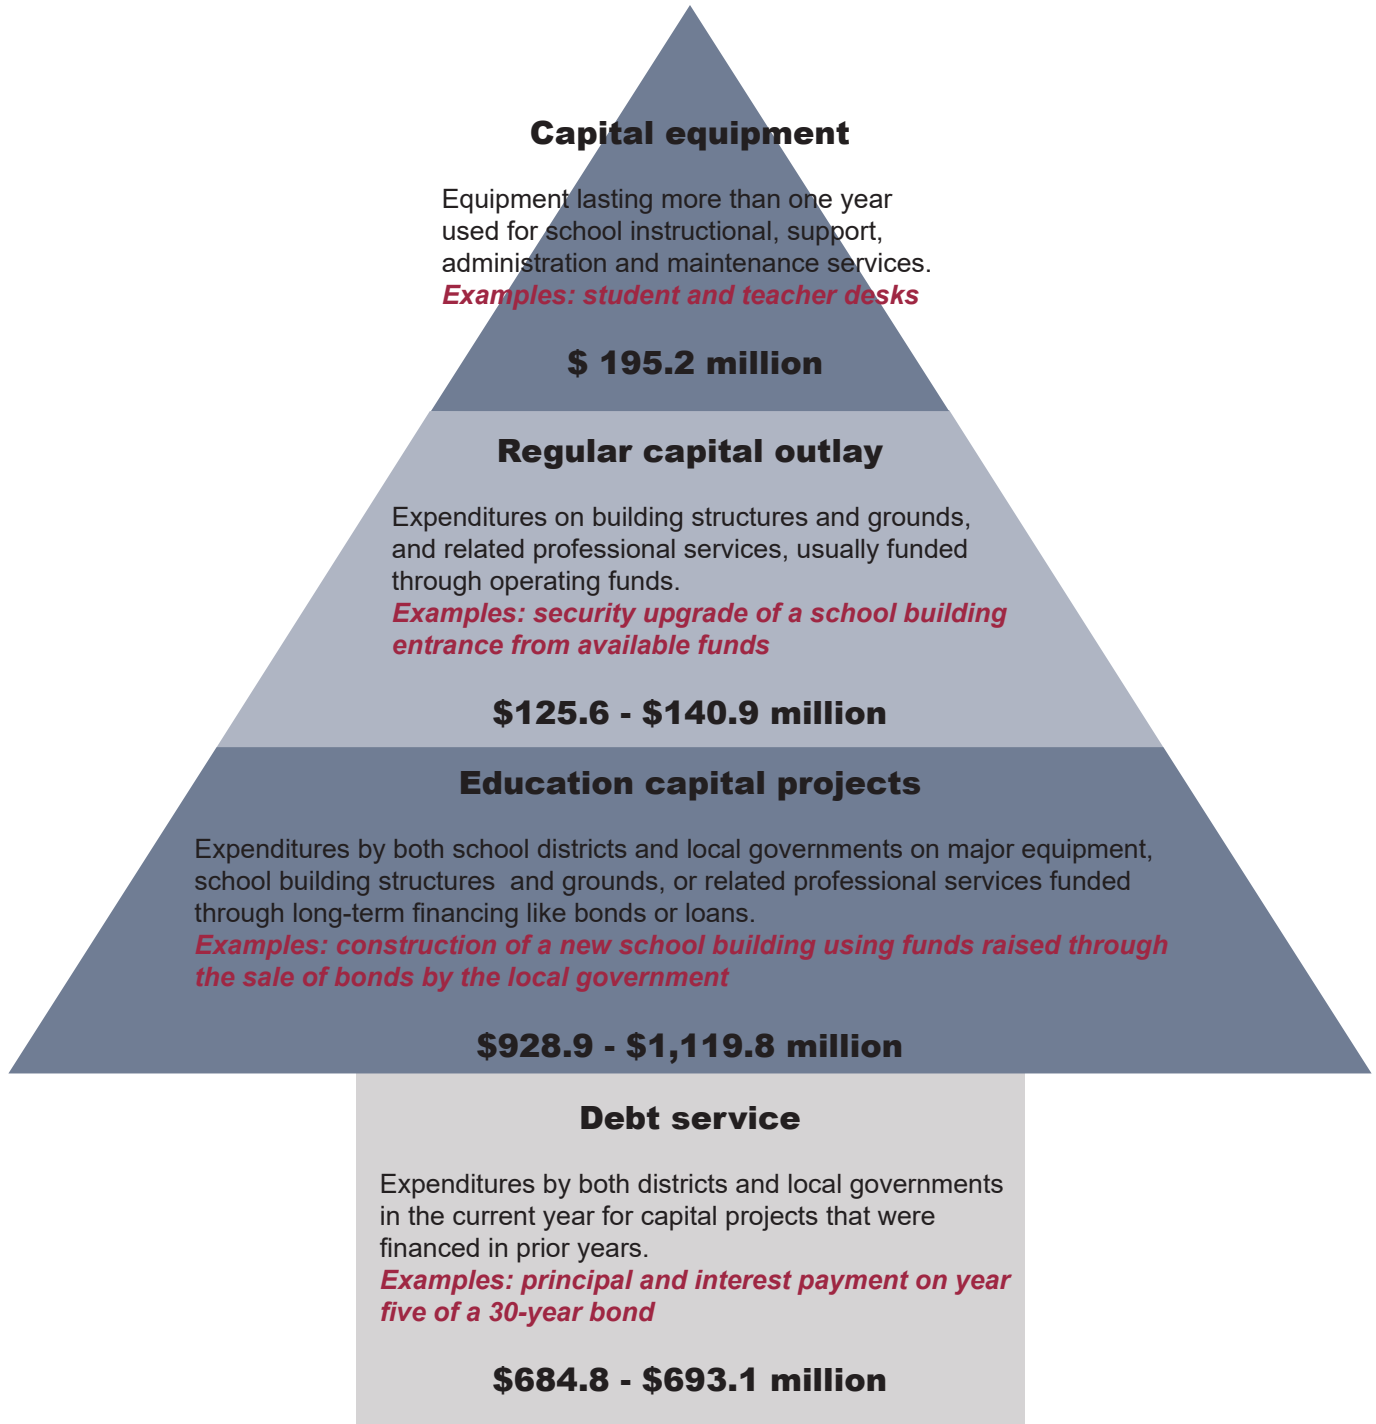 Capital equipment
Equipment lasting more than one year
used for school instructional, support,
administration and maintenance services.
Examples: student and teacher desks
$ 195.2 million
Regular capital outlay
Expenditures on building structures and grounds,
and related professional services, usually funded
through operating funds.
Examples: security upgrade of a school building
entrance from available funds
$125.6 - $140.9 million
Education capital projects
Expenditures by both school districts and local governments on major equipment,
school building structures  and grounds, or related professional services funded
through long-term financing like bonds or loans.
Examples: construction of a new school building using funds raised through
the sale of bonds by the local government
$928.9 - $1,119.8 million
Debt service
Expenditures by both districts and local governments
in the current year for capital projects that were
financed in prior years.
Examples: principal and interest payment on year
five of a 30-year bond
$684.8 - $693.1 million